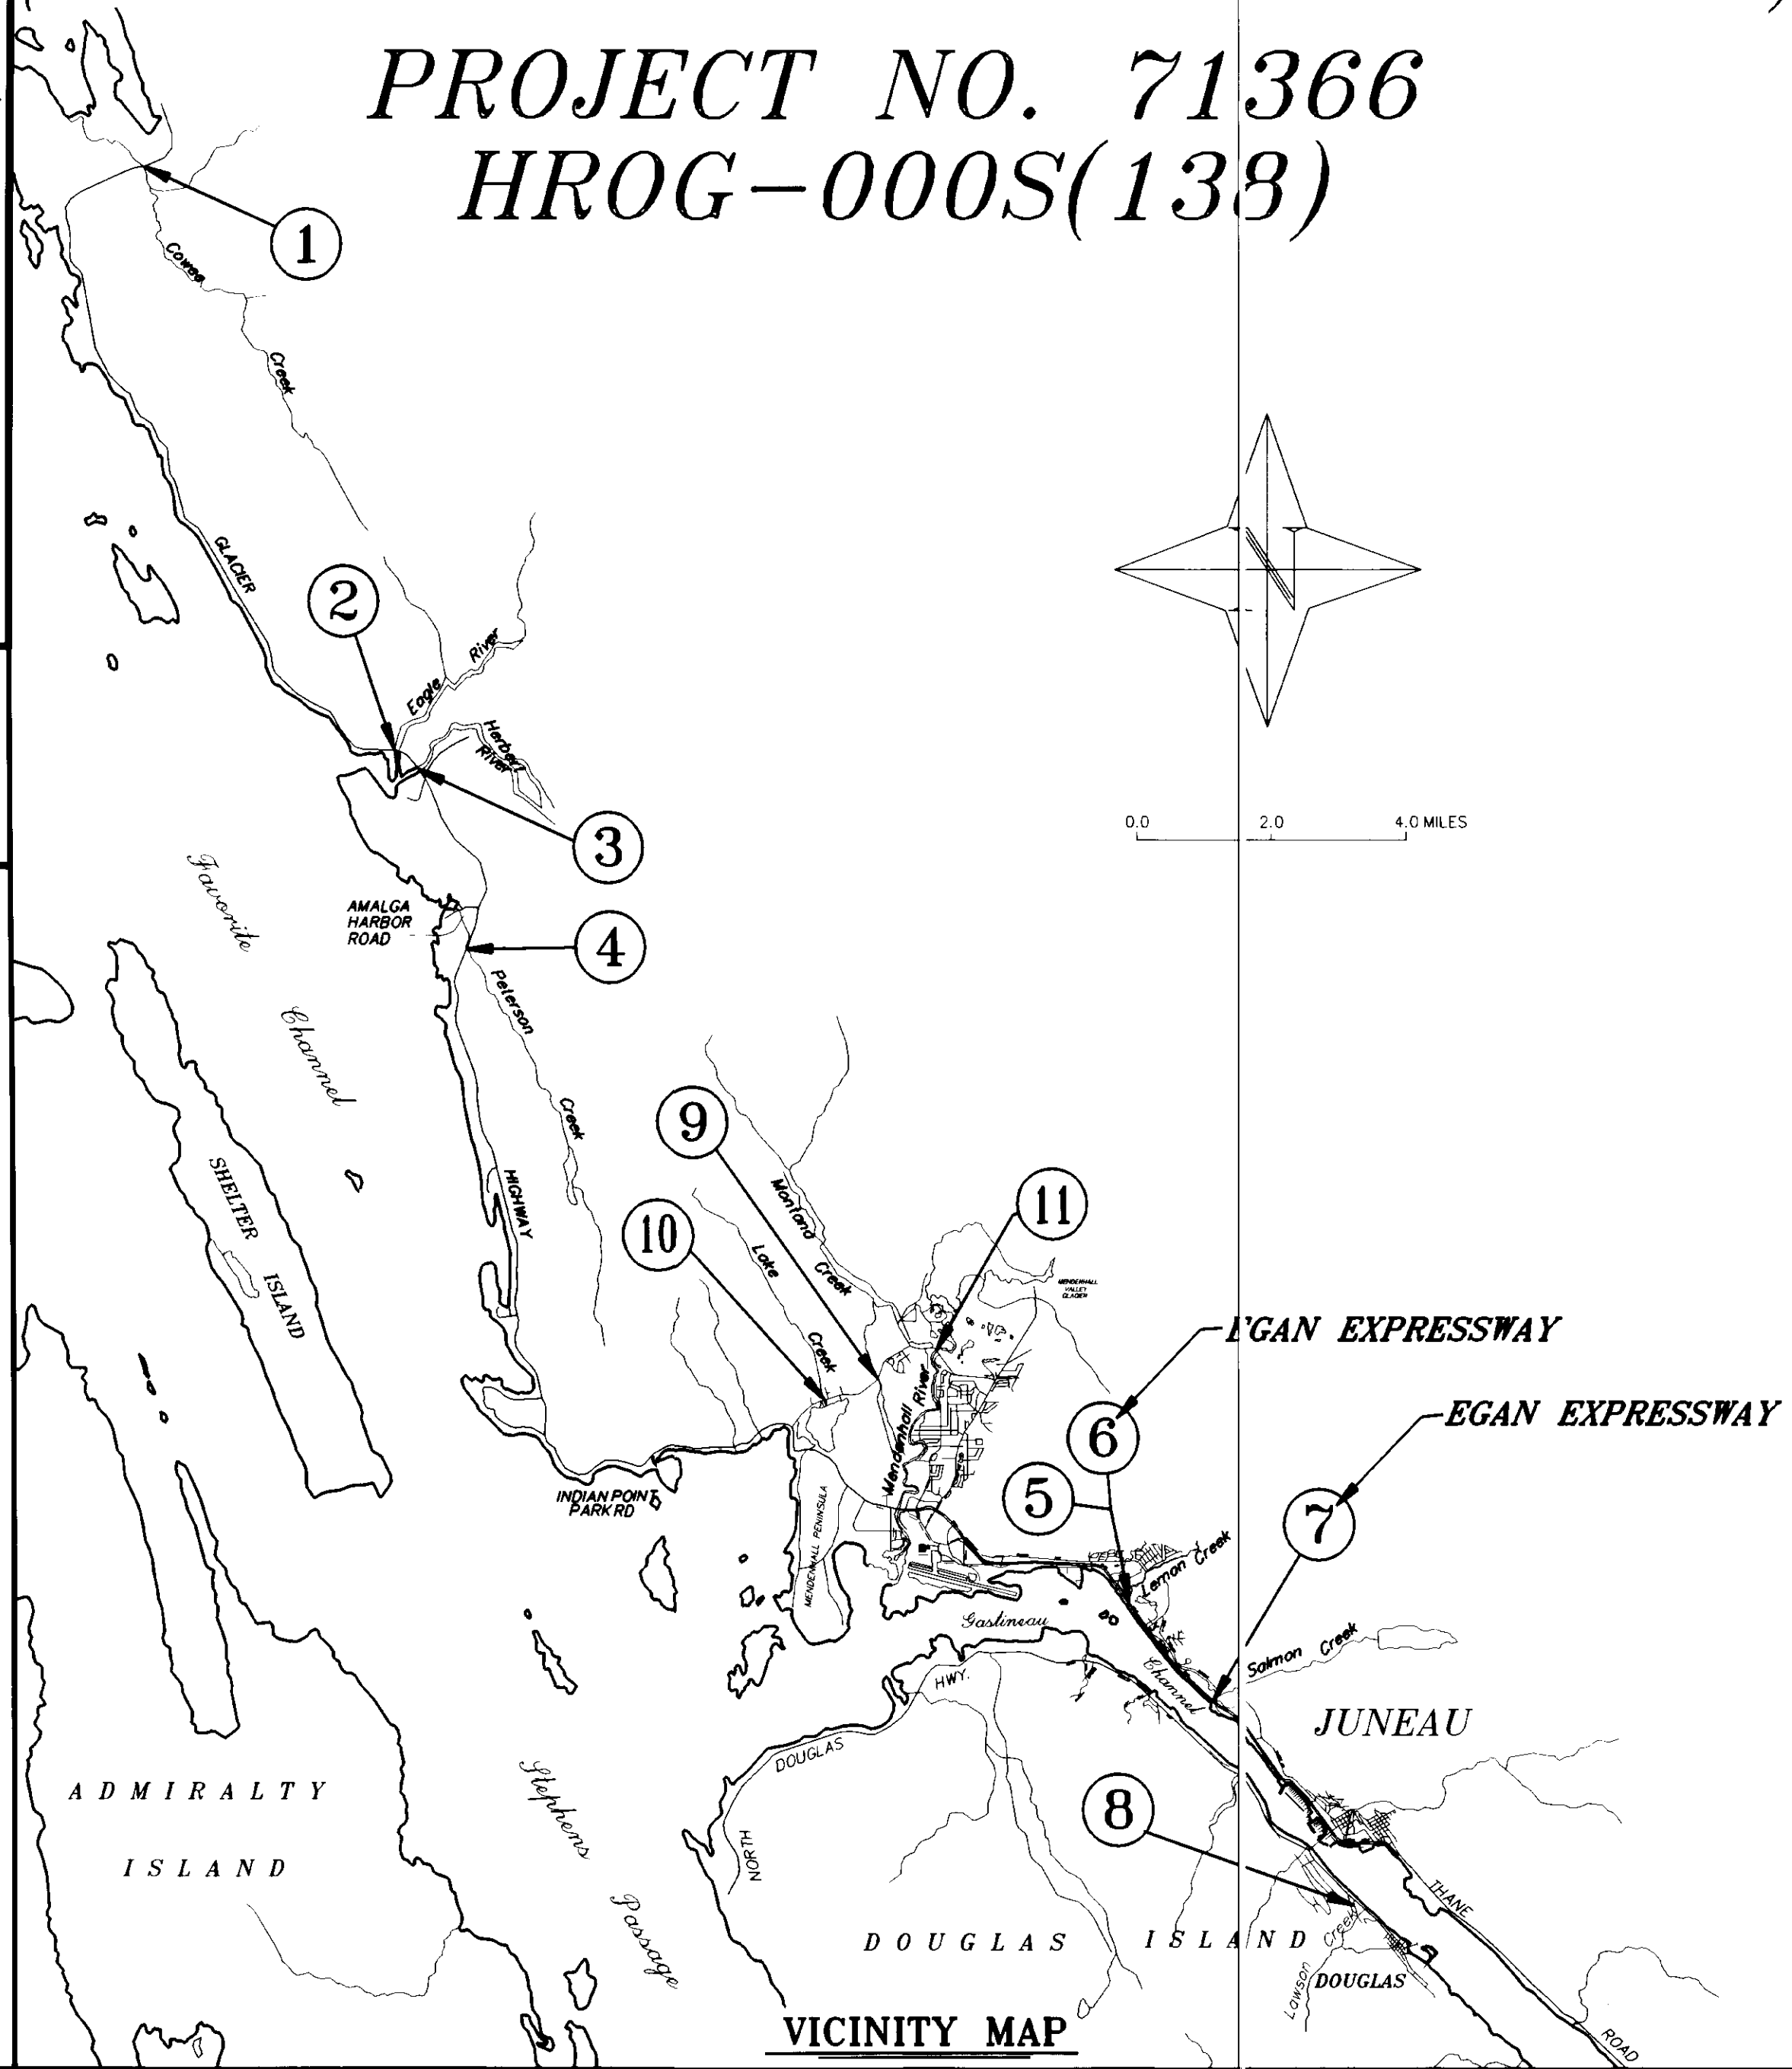 PROJECT NO. 71366
HROG-000S(138)
1
Cowee
Creek
GLACIER
2
Eagle River
Herbert
River
3
0.0 2.0 4.0 MILES
N
Favorite
Channel
AMALGA
HARBOR
ROAD
4
Peterson
Creek
HIGHWAY
SHELTER
ISLAND
9
10
11
Montana
Creek
Lake
Creek
MENDENHALL
VALLEY
GLACIER
Mendenhall River
EGAN EXPRESSWAY
EGAN EXPRESSWAY
6
5
7
INDIAN POINT
PARK RD
MENDENHALL PENINSULA
Lemon Creek
Gastineau
Channel
Salmon Creek
JUNEAU
HWY.
DOUGLAS
NORTH
8
ADMIRALTY
ISLAND
Stephens
Passage
THANE
ROAD
DOUGLAS ISLAND
Lawson Creek
DOUGLAS
VICINITY MAP